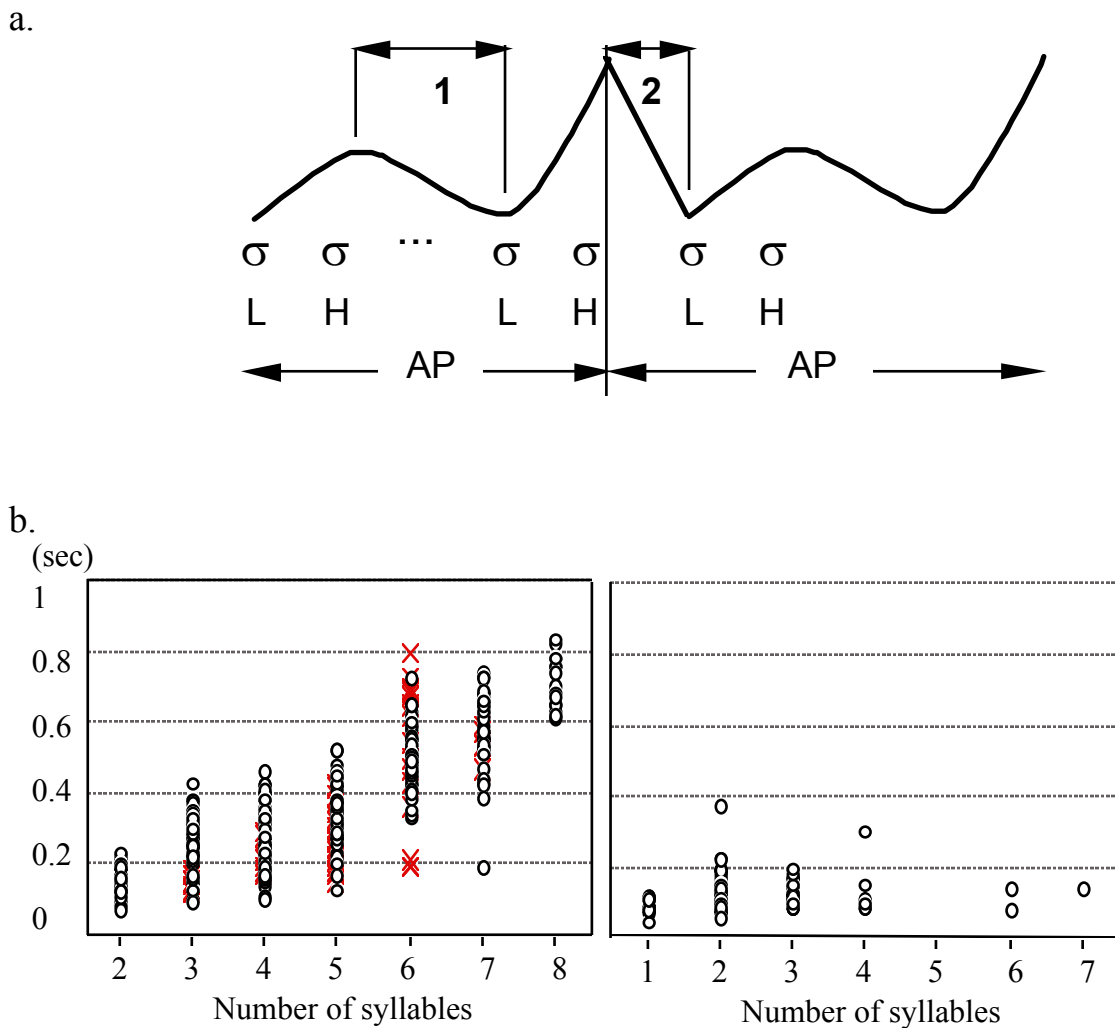 a.
1 2
σ σ ... σ σ σ σ
L H L H L H
AP AP
b.
(sec)
1
0.8
0.6
0.4
0.2
0
2 3 4 5 6 7 8 1 2 3 4 5 6 7
Number of syllables Number of syllables